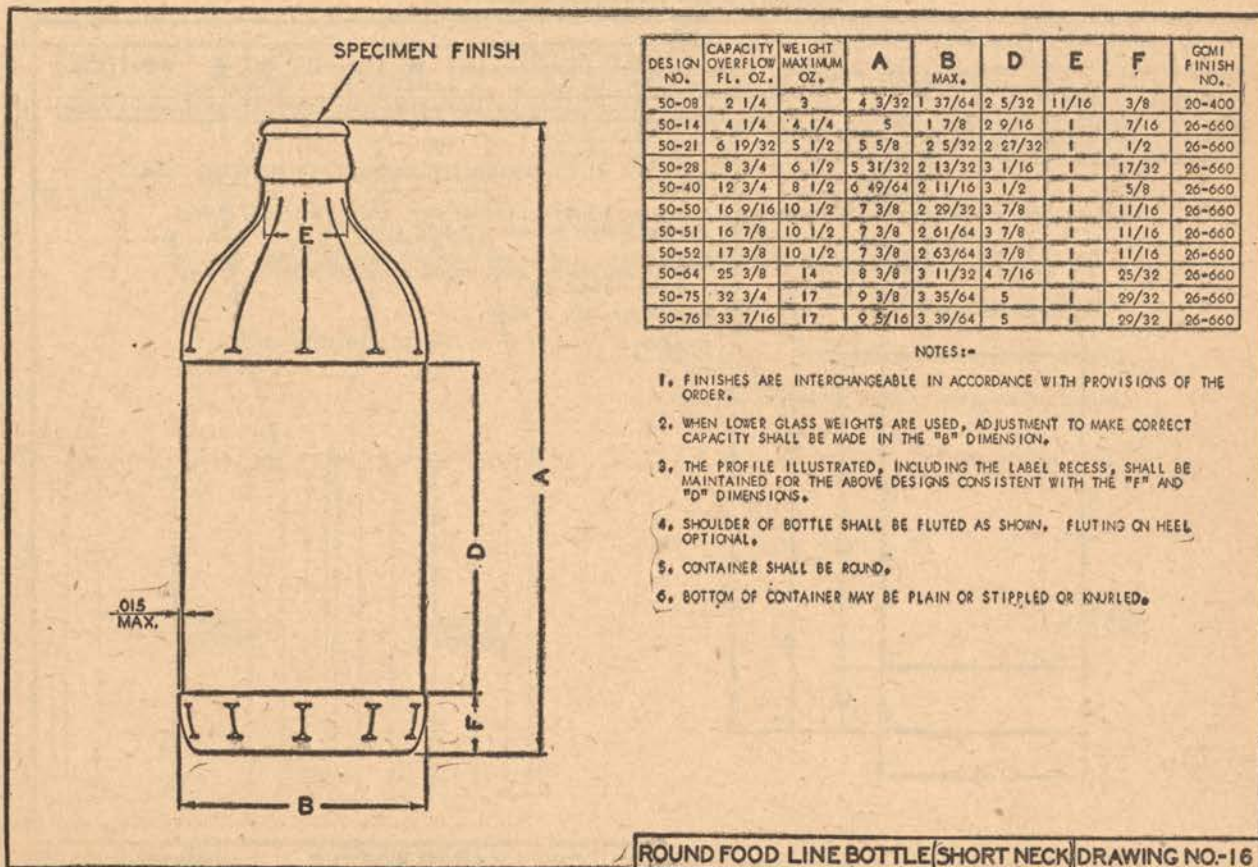 SPECIMEN FINISH
E
A
D
.015
MAX.
F
B
DESIGN NO. CAPACITY OVERFLOW FL. OZ. WEIGHT MAXIMUM OZ. A B MAX. D E F GCMI FINISH NO.
50-08 2 1/4 3 4 3/32 1 37/64 2 5/32 11/16 3/8 20-400
50-14 4 1/4 4 1/4 5 1 7/8 2 9/16 1 7/16 26-660
50-21 6 19/32 5 1/2 5 5/8 2 5/32 2 27/32 1 1/2 26-660
50-28 8 3/4 6 1/2 5 31/32 2 13/32 3 1/16 1 17/32 26-660
50-40 12 3/4 8 1/2 6 49/64 2 11/16 3 1/2 1 5/8 26-660
50-50 16 9/16 10 1/2 7 3/8 2 29/32 3 7/8 1 11/16 26-660
50-51 16 7/8 10 1/2 7 3/8 2 61/64 3 7/8 1 11/16 26-660
50-52 17 3/8 10 1/2 7 3/8 2 63/64 3 7/8 1 11/16 26-660
50-64 25 3/8 14 8 3/8 3 11/32 4 7/16 1 25/32 26-660
50-75 32 3/4 17 9 3/8 3 35/64 5 1 29/32 26-660
50-76 33 7/16 17 9 5/16 3 39/64 5 1 29/32 26-660
NOTES:-
1. FINISHES ARE INTERCHANGEABLE IN ACCORDANCE WITH PROVISIONS OF THE
ORDER.
2. WHEN LOWER GLASS WEIGHTS ARE USED, ADJUSTMENT TO MAKE CORRECT
CAPACITY SHALL BE MADE IN THE "B" DIMENSION.
3. THE PROFILE ILLUSTRATED, INCLUDING THE LABEL RECESS, SHALL BE
MAINTAINED FOR THE ABOVE DESIGNS CONSISTENT WITH THE "F" AND
"D" DIMENSIONS.
4. SHOULDER OF BOTTLE SHALL BE FLUTED AS SHOWN. FLUTING ON HEEL
OPTIONAL.
5. CONTAINER SHALL BE ROUND.
6. BOTTOM OF CONTAINER MAY BE PLAIN OR STIPPLED OR KNURLED.
ROUND FOOD LINE BOTTLE (SHORT NECK) DRAWING NO-16